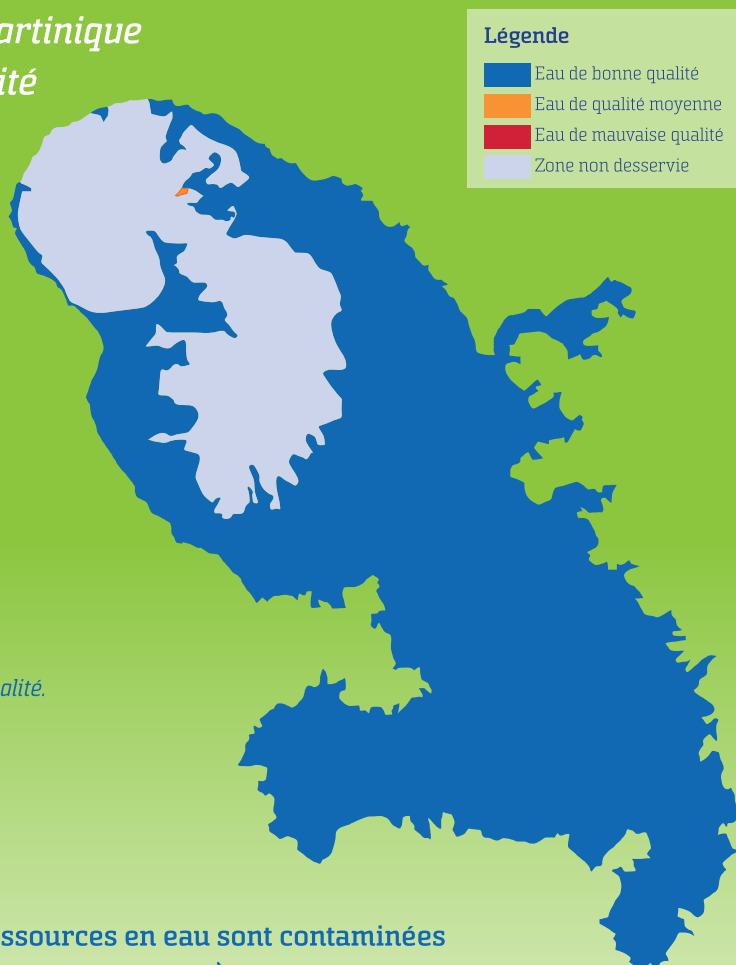 artinique
ité
Légende
Eau de bonne qualité
Eau de qualité moyenne
Eau de mauvaise qualité
Zone non desservie
alité.
ssources en eau sont contaminées